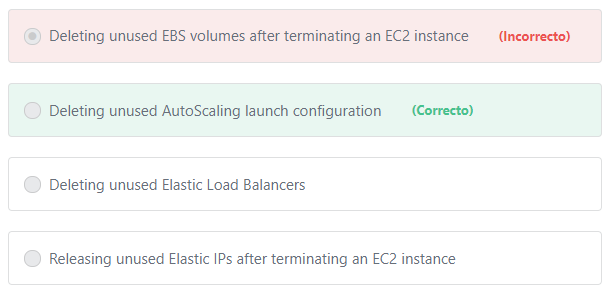 Deleting unused EBS volumes after terminating an EC2 instance (Incorrecto)
Deleting unused AutoScaling launch configuration (Correcto)
Deleting unused Elastic Load Balancers
Releasing unused Elastic IPs after terminating an EC2 instance